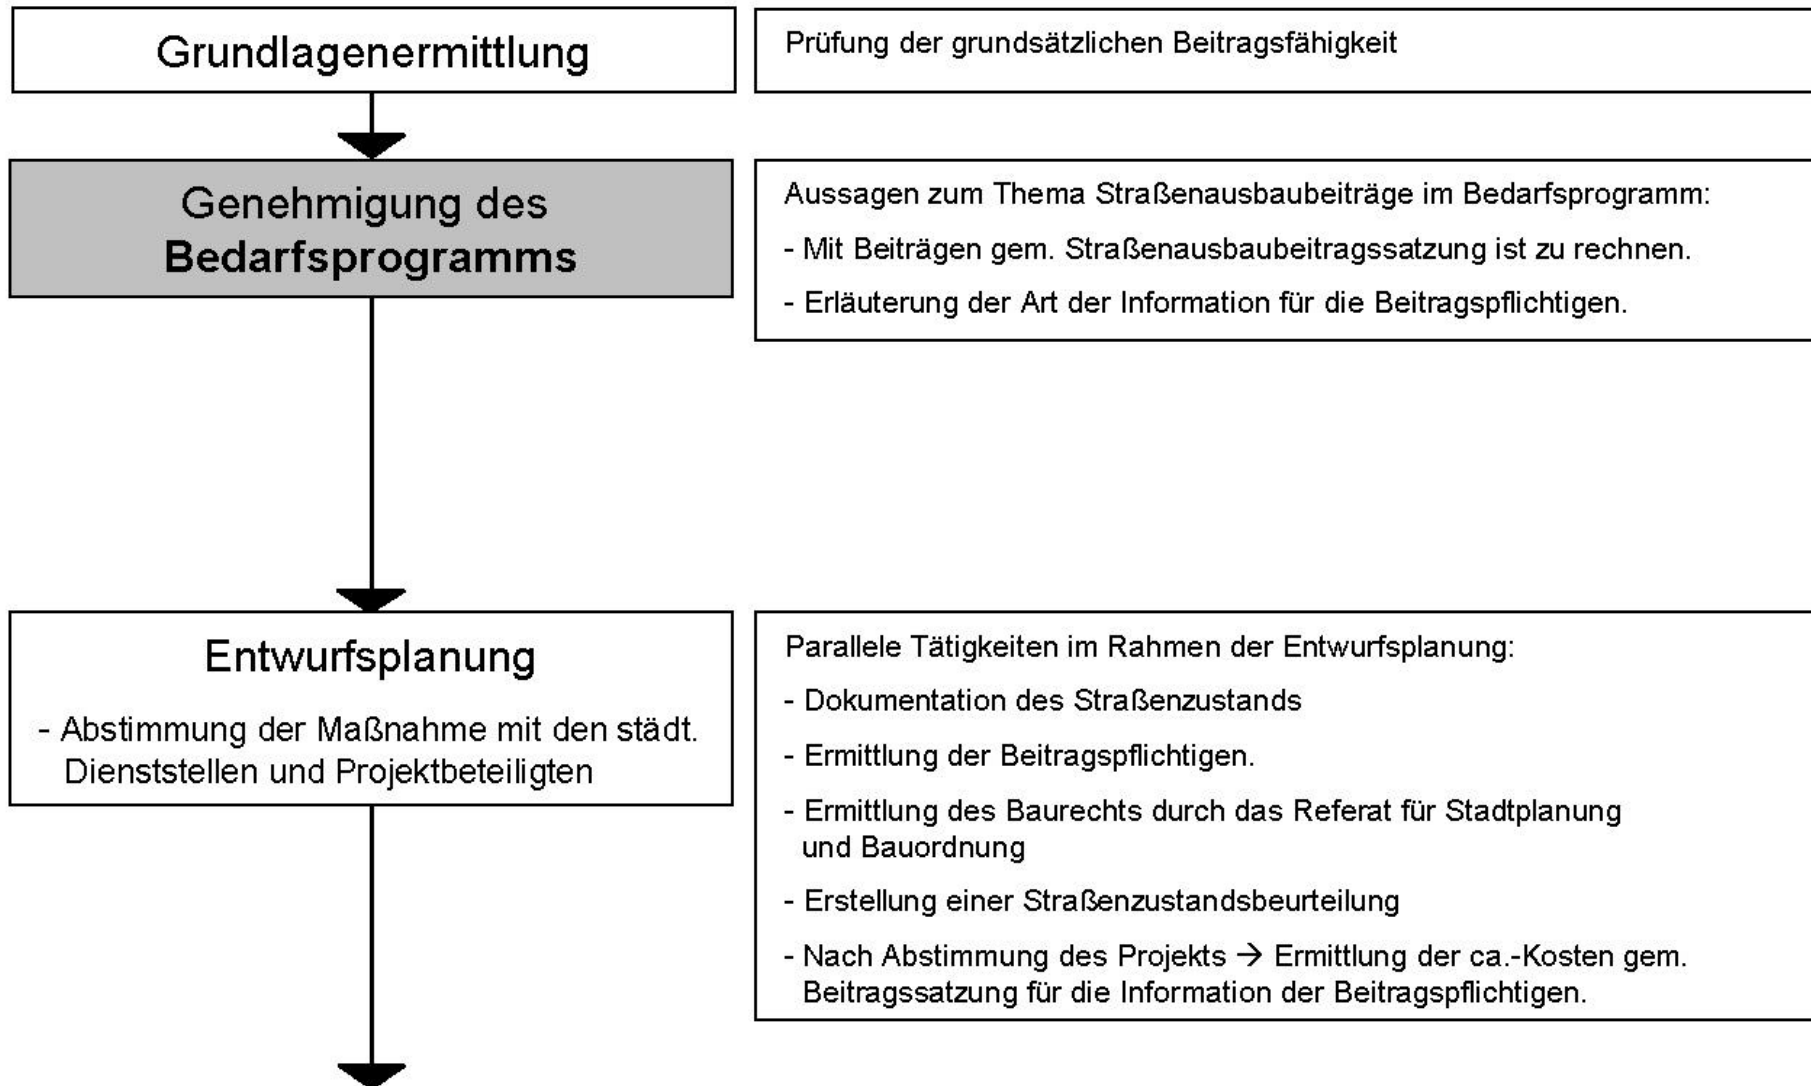 Grundlagenermittlung
Prüfung der grundsätzlichen Beitragsfähigkeit
Genehmigung des
Bedarfsprogramms
Aussagen zum Thema Straßenausbaubeiträge im Bedarfsprogramm:
- Mit Beiträgen gem. Straßenausbaubeitragssatzung ist zu rechnen.
- Erläuterung der Art der Information für die Beitragspflichtigen.
Entwurfsplanung
- Abstimmung der Maßnahme mit den städt.
Dienststellen und Projektbeteiligten
Parallele Tätigkeiten im Rahmen der Entwurfsplanung:
- Dokumentation des Straßenzustands
- Ermittlung der Beitragspflichtigen.
- Ermittlung des Baurechts durch das Referat für Stadtplanung
und Bauordnung
- Erstellung einer Straßenzustandsbeurteilung
- Nach Abstimmung des Projekts → Ermittlung der ca.-Kosten gem.
Beitragssatzung für die Information der Beitragspflichtigen.